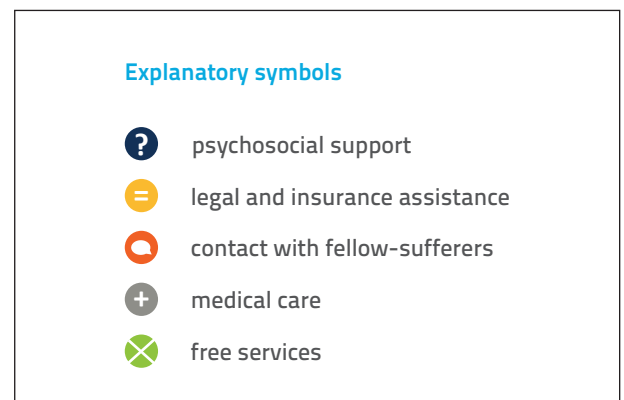 Explanatory symbols
? psychosocial support
= legal and insurance assistance
contact with fellow-sufferers
+ medical care
free services